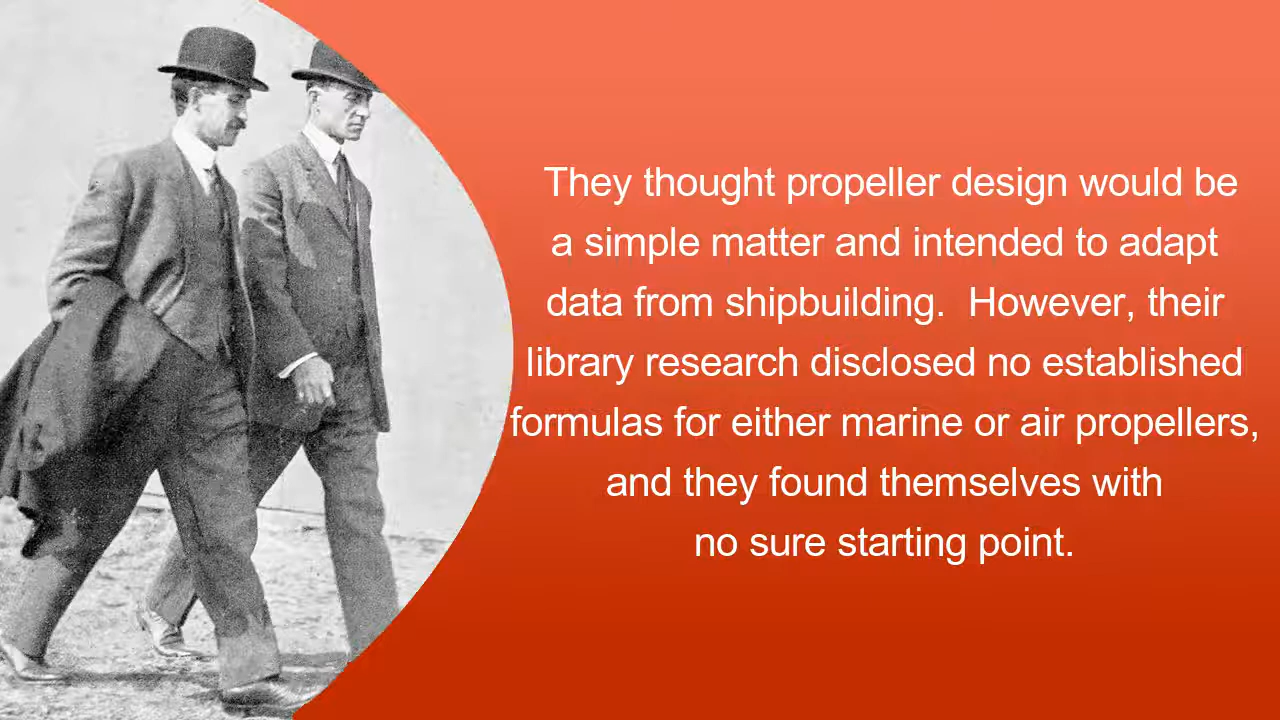 They thought propeller design would be
a simple matter and intended to adapt
data from shipbuilding.  However, their
library research disclosed no established
formulas for either marine or air propellers,
and they found themselves with
no sure starting point.